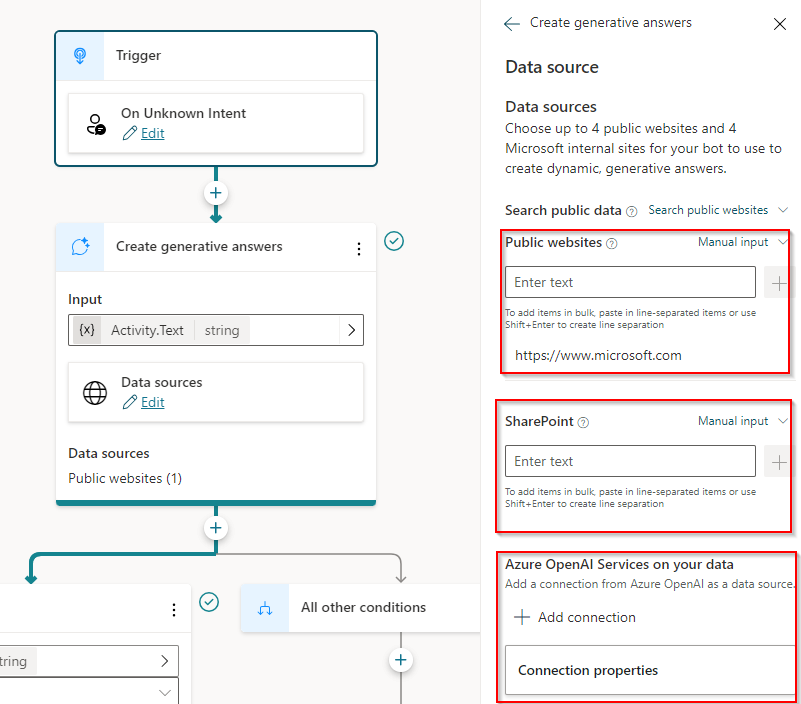 Trigger
On Unknown Intent
Edit
Create generative answers
Input
{x} Activity.Text string
Data sources
Edit
Data sources
Public websites (1)
All other conditions
tring
Create generative answers
Data source
Data sources
Choose up to 4 public websites and 4
Microsoft internal sites for your bot to use to
create dynamic, generative answers.
Search public data Search public websites
Public websites Manual input
Enter text
To add items in bulk, paste in line-separated items or use
Shift+Enter to create line separation
https://www.microsoft.com
SharePoint Manual input
Enter text
To add items in bulk, paste in line-separated items or use
Shift+Enter to create line separation
Azure OpenAI Services on your data
Add a connection from Azure OpenAI as a data source.
Add connection
Connection properties